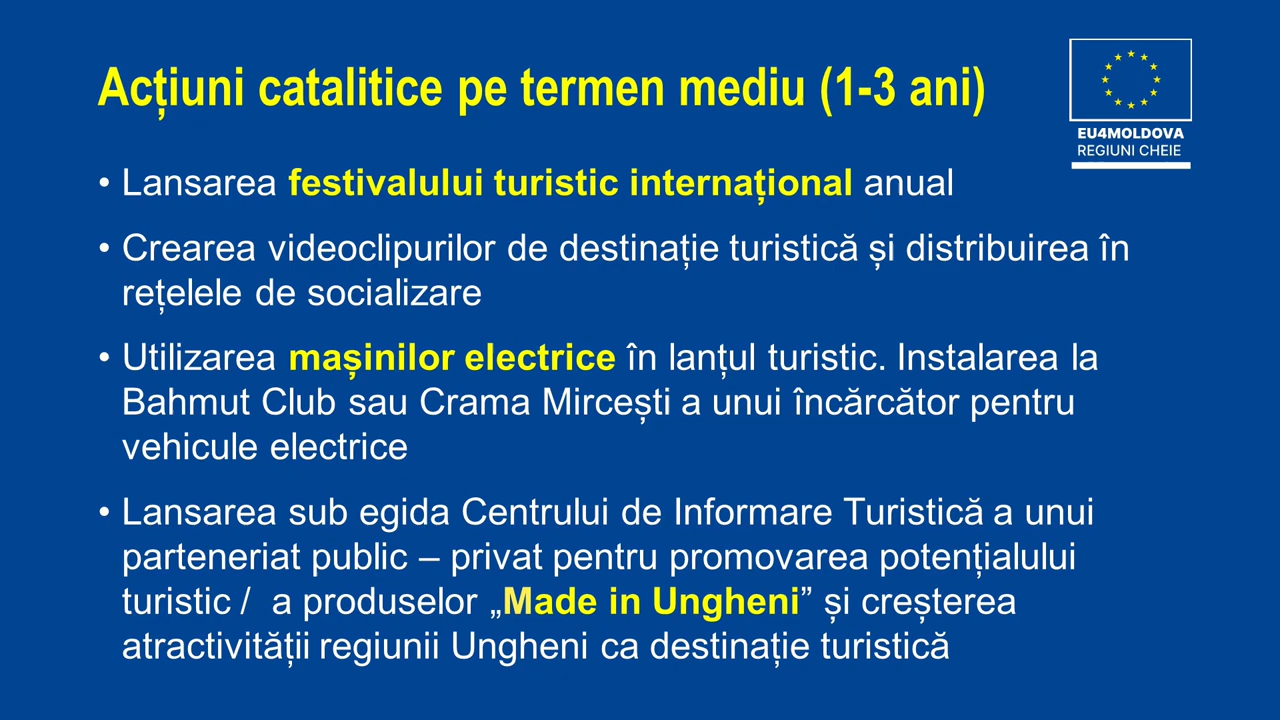 Acțiuni catalitice pe termen mediu (1-3 ani)
EU4MOLDOVA
REGIUNI CHEIE
• Lansarea festivalului turistic internațional anual
• Crearea videoclipurilor de destinație turistică și distribuirea în
rețelele de socializare
• Utilizarea mașinilor electrice în lanțul turistic. Instalarea la
Bahmut Club sau Crama Mircești a unui încărcător pentru
vehicule electrice
• Lansarea sub egida Centrului de Informare Turistică a unui
parteneriat public – privat pentru promovarea potențialului
turistic /  a produselor „Made in Ungheni” și creșterea
atractivității regiunii Ungheni ca destinație turistică